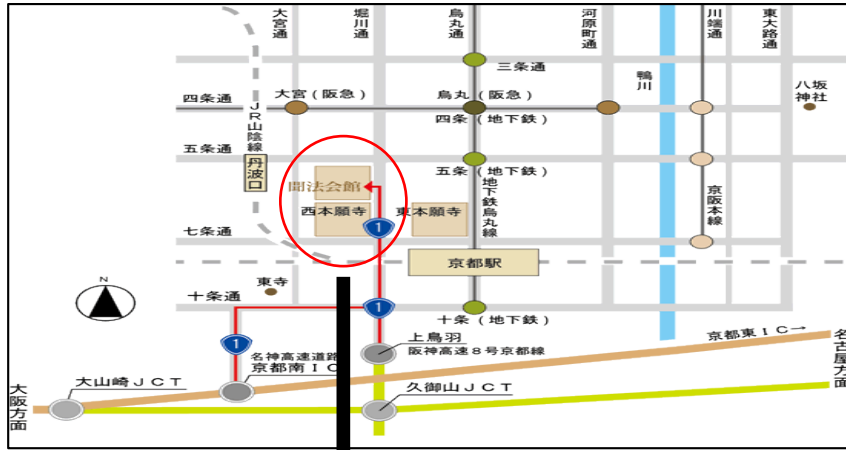 大宮通
堀川通
烏丸通
河原町通
川端通
東大路通
三条通
鴨川
八坂
神社
四条通
大宮(阪急)
烏丸(阪急)
四条(地下鉄)
JR山陰線
丹波口
五条通
五条(地下鉄)
地下鉄烏丸線
京阪本線
聞法会館
西本願寺
東本願寺
1
七条通
京都駅
N
東寺
十条通
1
十条(地下鉄)
1
上鳥羽
阪神高速8号京都線
京都東IC→
名古屋方面
名神高速道路
京都南IC
大山崎JCT
久御山JCT
大阪方面